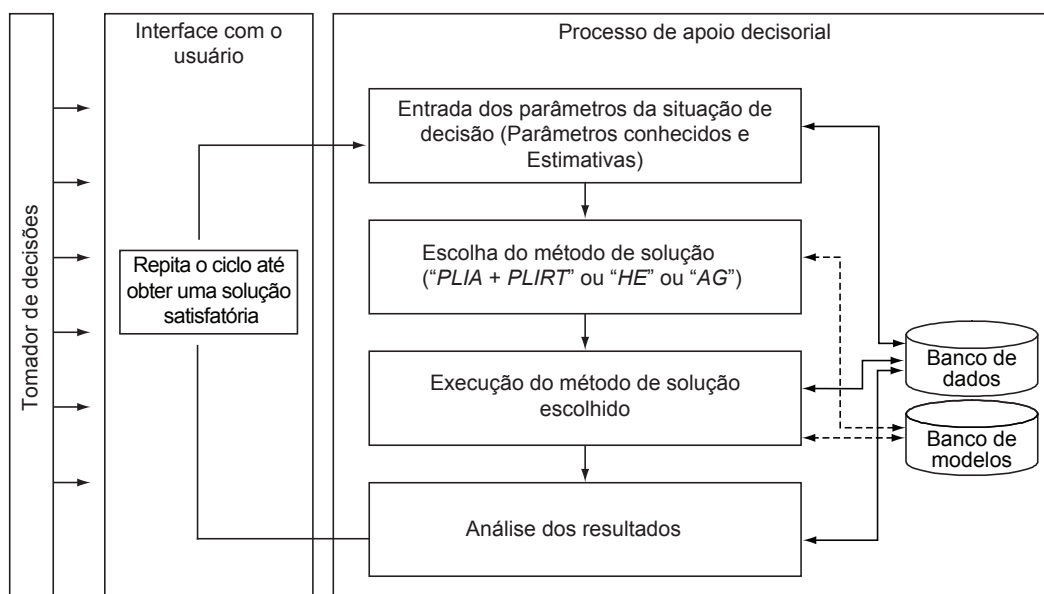 Tomador de decisões
Interface com o
usuário
Repita o ciclo até
obter uma solução
satisfatória
Processo de apoio decisorial
Entrada dos parâmetros da situação de
decisão (Parâmetros conhecidos e
Estimativas)
Escolha do método de solução
(“PLIA + PLIRT” ou “HE” ou “AG”)
Execução do método de solução
escolhido
Análise dos resultados
Banco de
dados
Banco de
modelos